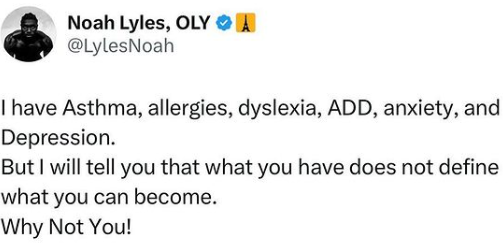 Noah Lyles, OLY
@LylesNoah
I have Asthma, allergies, dyslexia, ADD, anxiety, and
Depression.
But I will tell you that what you have does not define
what you can become.
Why Not You!